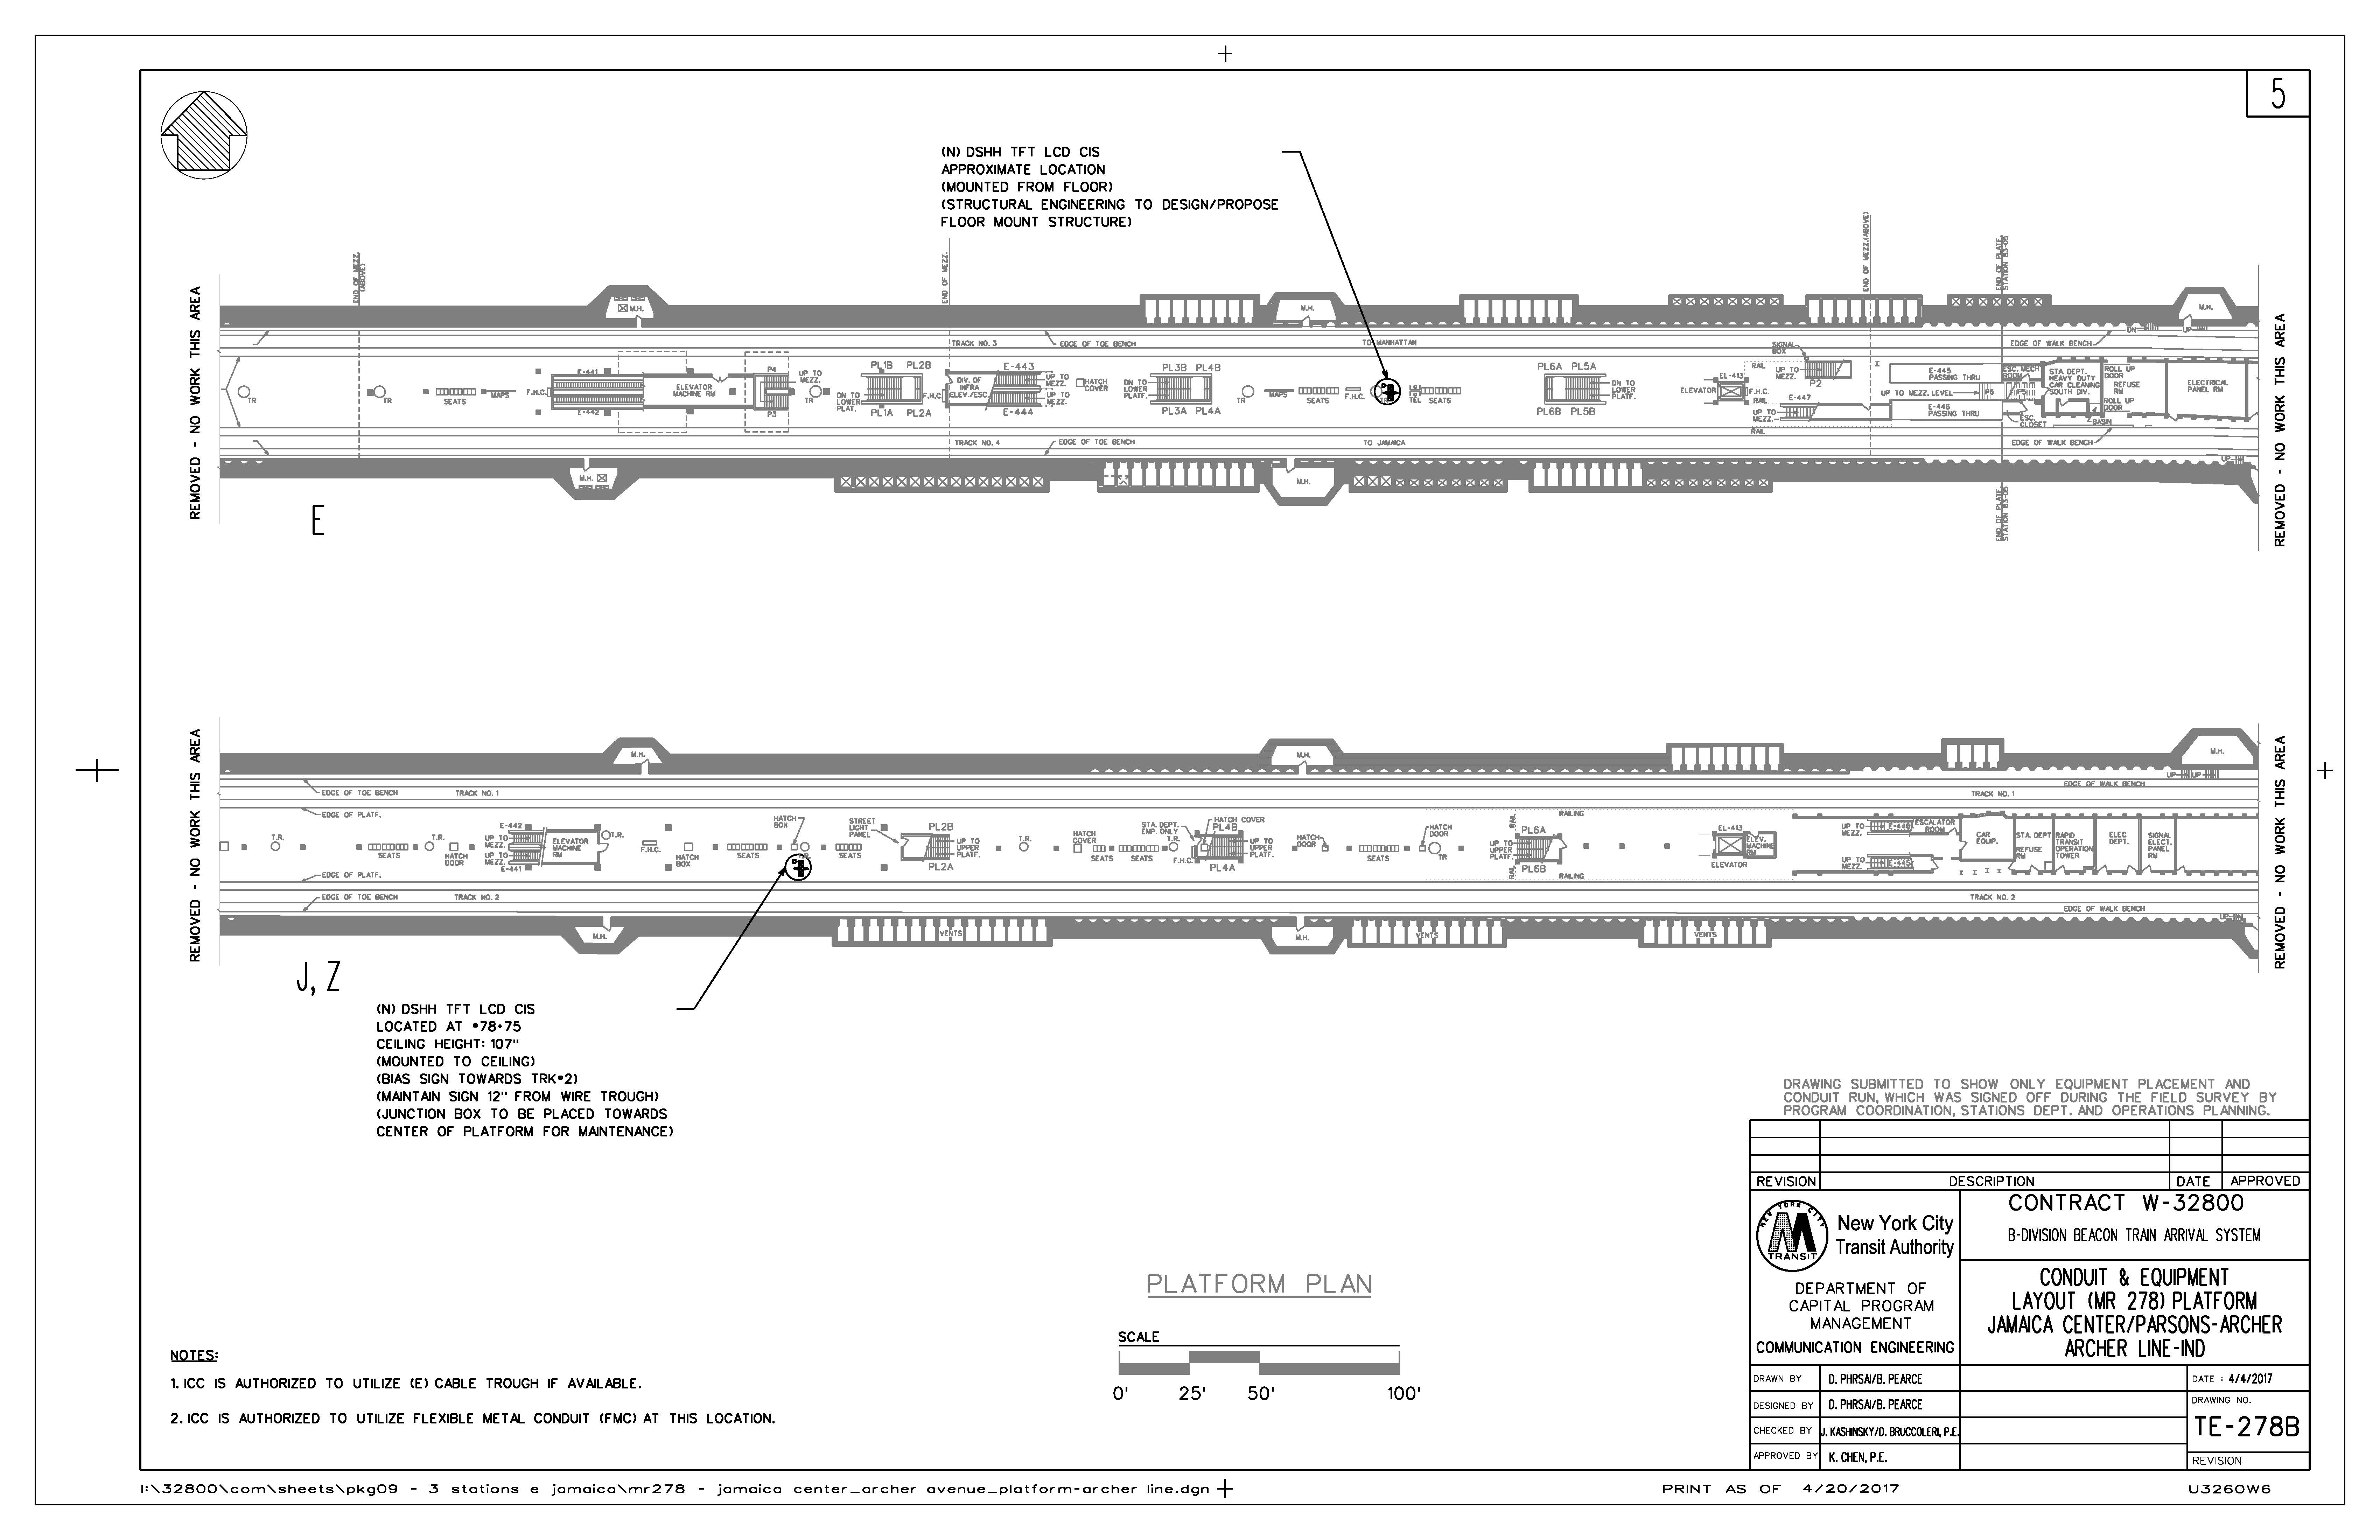 5
(N) DSHH TFT LCD CIS
APPROXIMATE LOCATION
(MOUNTED FROM FLOOR)
(STRUCTURAL ENGINEERING TO DESIGN/PROPOSE
FLOOR MOUNT STRUCTURE)
REMOVED - NO WORK THIS AREA
END OF MEZZ.
(ABOVE)
END OF MEZZ.
END OF MEZZ.(ABOVE)
END OF PLATF.
STATION 83+05
REMOVED - NO WORK THIS AREA
M.H.
M.H.
M.H.
TRACK NO. 3
EDGE OF TOE BENCH
TO MANHATTAN
SIGNAL
BOX
EDGE OF WALK BENCH
DN
UP
TR
TR
SEATS
MAPS
F.H.C.
E-441
E-442
ELEVATOR
MACHINE RM
P4
P3
UP TO
MEZZ.
TR
DN TO
LOWER
PLAT.
PL1B PL2B
PL1A PL2A
F.H.C.
DIV. OF
INFRA
ELEV./ESC.
E-443
E-444
UP TO
MEZZ.
UP TO
MEZZ.
HATCH
COVER
DN TO
LOWER
PLATF.
PL3B PL4B
PL3A PL4A
TR
MAPS
SEATS
F.H.C.
TEL
SEATS
PL6A PL5A
PL6B PL5B
DN TO
LOWER
PLATF.
ELEVATOR
EL-413
F.H.C.
RAIL
RAIL
RAIL
UP TO
MEZZ.
P2
E-447
UP TO
MEZZ.
E-445
PASSING THRU
UP TO MEZZ. LEVEL
E-446
PASSING THRU
ESC. MECH
ROOM
P6
P5
ESC.
CLOSET
STA. DEPT.
HEAVY DUTY
CAR CLEANING
SOUTH DIV.
ROLL UP
DOOR
REFUSE
RM
ROLL UP
DOOR
BASIN
ELECTRICAL
PANEL RM
TRACK NO. 4
EDGE OF TOE BENCH
TO JAMAICA
EDGE OF WALK BENCH
UP
M.H.
M.H.
END OF PLATF.
STATION 83+05
E
REMOVED - NO WORK THIS AREA
REMOVED - NO WORK THIS AREA
M.H.
M.H.
M.H.
UP
UP
EDGE OF TOE BENCH
TRACK NO. 1
TRACK NO. 1
EDGE OF WALK BENCH
EDGE OF PLATF.
T.R.
SEATS
T.R.
HATCH
DOOR
UP TO
MEZZ.
UP TO
MEZZ.
E-442
E-441
ELEVATOR
MACHINE
RM
T.R.
F.H.C.
HATCH
BOX
SEATS
HATCH
BOX
T.R.
SEATS
STREET
LIGHT
PANEL
PL2B
PL2A
UP TO
UPPER
PLATF.
T.R.
HATCH
COVER
SEATS
SEATS
STA. DEPT.
EMP. ONLY
T.R.
F.H.C.
HATCH COVER
PL4B
PL4A
UP TO
UPPER
PLATF.
HATCH
DOOR
SEATS
HATCH
DOOR
TR
RAILING
RAIL
RAIL
UP TO
UPPER
PLATF.
PL6A
PL6B
RAILING
EL-413
ELEVATOR
ELEV.
MACHINE
RM
UP TO
MEZZ.
UP TO
MEZZ.
E-446
E-445
ESCALATOR
ROOM
CAR
EQUIP.
STA. DEPT
REFUSE
RM
RAPID
TRANSIT
OPERATION
TOWER
ELEC
DEPT.
SIGNAL
ELECT.
PANEL
RM
EDGE OF PLATF.
EDGE OF TOE BENCH
TRACK NO. 2
TRACK NO. 2
EDGE OF WALK BENCH
UP
M.H.
VENTS
M.H.
VENTS
VENTS
J, Z
(N) DSHH TFT LCD CIS
LOCATED AT #78+75
CEILING HEIGHT: 107"
(MOUNTED TO CEILING)
(BIAS SIGN TOWARDS TRK#2)
(MAINTAIN SIGN 12" FROM WIRE TROUGH)
(JUNCTION BOX TO BE PLACED TOWARDS
CENTER OF PLATFORM FOR MAINTENANCE)
DRAWING SUBMITTED TO SHOW ONLY EQUIPMENT PLACEMENT AND
CONDUIT RUN, WHICH WAS SIGNED OFF DURING THE FIELD SURVEY BY
PROGRAM COORDINATION, STATIONS DEPT. AND OPERATIONS PLANNING.
REVISION DESCRIPTION DATE APPROVED
NEW YORK CITY
TRANSIT
New York City
Transit Authority
DEPARTMENT OF
CAPITAL PROGRAM
MANAGEMENT
COMMUNICATION ENGINEERING
CONTRACT W-32800
B-DIVISION BEACON TRAIN ARRIVAL SYSTEM
CONDUIT & EQUIPMENT
LAYOUT (MR 278) PLATFORM
JAMAICA CENTER/PARSONS-ARCHER
ARCHER LINE-IND
DRAWN BY D. PHRSAI/B. PEARCE
DESIGNED BY D. PHRSAI/B. PEARCE
CHECKED BY J. KASHINSKY/D. BRUCCOLERI, P.E.
APPROVED BY K. CHEN, P.E.
DATE : 4/4/2017
DRAWING NO.
TE-278B
REVISION
PLATFORM PLAN
SCALE
0' 25' 50' 100'
NOTES:
1. ICC IS AUTHORIZED TO UTILIZE (E) CABLE TROUGH IF AVAILABLE.
2. ICC IS AUTHORIZED TO UTILIZE FLEXIBLE METAL CONDUIT (FMC) AT THIS LOCATION.
I:\32800\com\sheets\pkg09 - 3 stations e jamaica\mr278 - jamaica center_archer avenue_platform-archer line.dgn
PRINT AS OF 4/20/2017
U3260W6